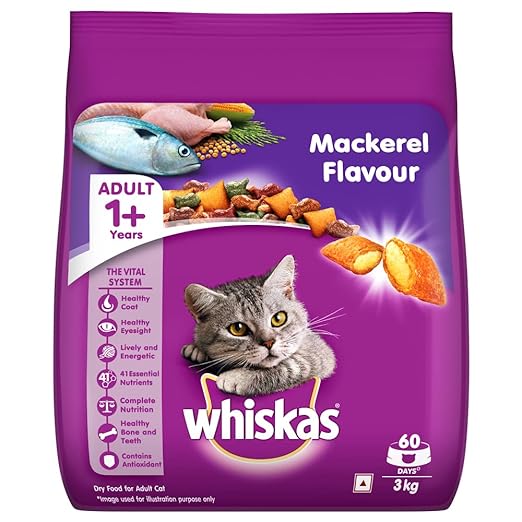 Mackerel
Flavour
ADULT
1+
Years
THE VITAL
SYSTEM
Healthy
Coat
Healthy
Eyesight
Lively and
Energetic
41 Essential
Nutrients
Complete
Nutrition
Healthy
Bone and
Teeth
Contains
Antioxidant
whiskas®
60
DAYS*
3kg
Dry Food for Adult Cat
*Image used for illustration purpose only